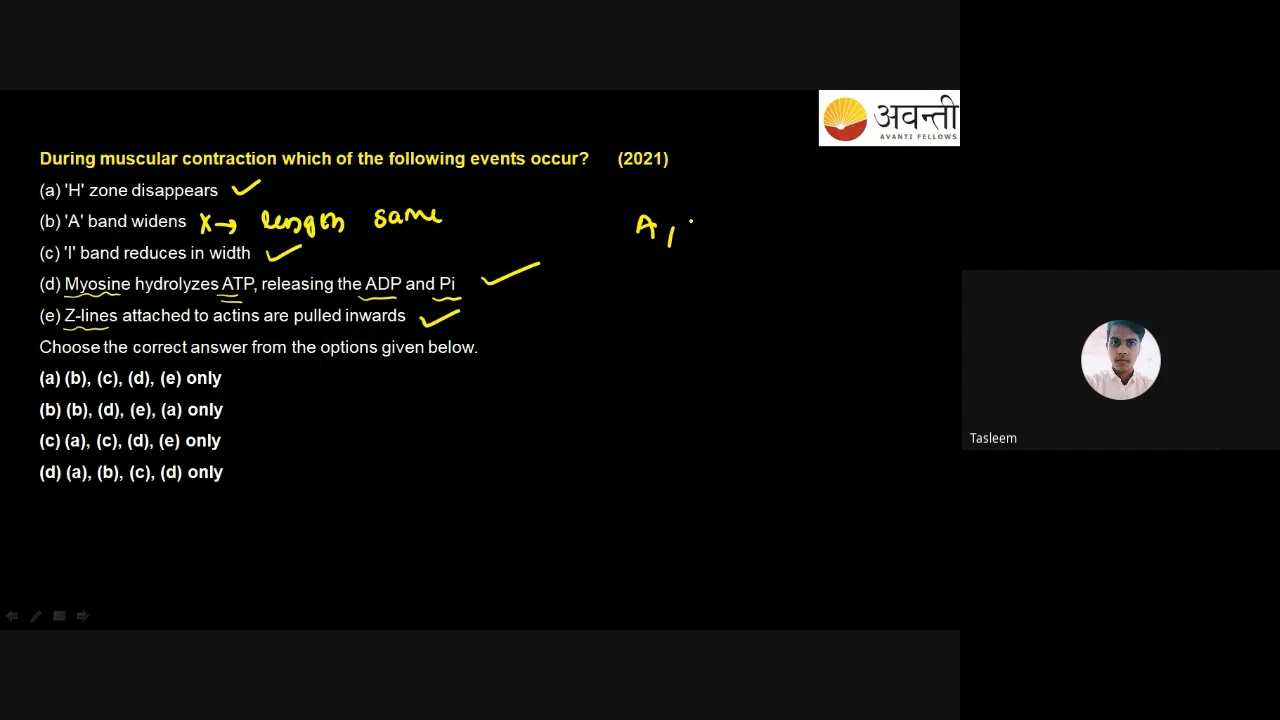 अवन्ती
AVANTI FELLOWS
During muscular contraction which of the following events occur? (2021)
(a) 'H' zone disappears
(b) 'A' band widens x→ length same
A,
(c) 'I' band reduces in width
(d) Myosine hydrolyzes ATP, releasing the ADP and Pi
(e) Z-lines attached to actins are pulled inwards
Choose the correct answer from the options given below.
(a) (b), (c), (d), (e) only
(b) (b), (d), (e), (a) only
(c) (a), (c), (d), (e) only
(d) (a), (b), (c), (d) only
Tasleem